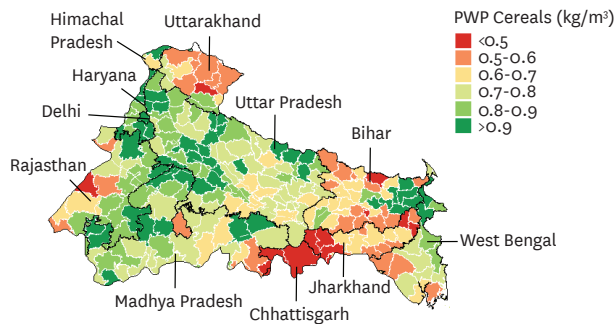 Himachal
Pradesh
Uttarakhand
Haryana
Delhi
Uttar Pradesh
Bihar
Rajasthan
West Bengal
Jharkhand
Madhya Pradesh
Chhattisgarh
PWP Cereals (kg/m³)
<0.5
0.5-0.6
0.6-0.7
0.7-0.8
0.8-0.9
>0.9